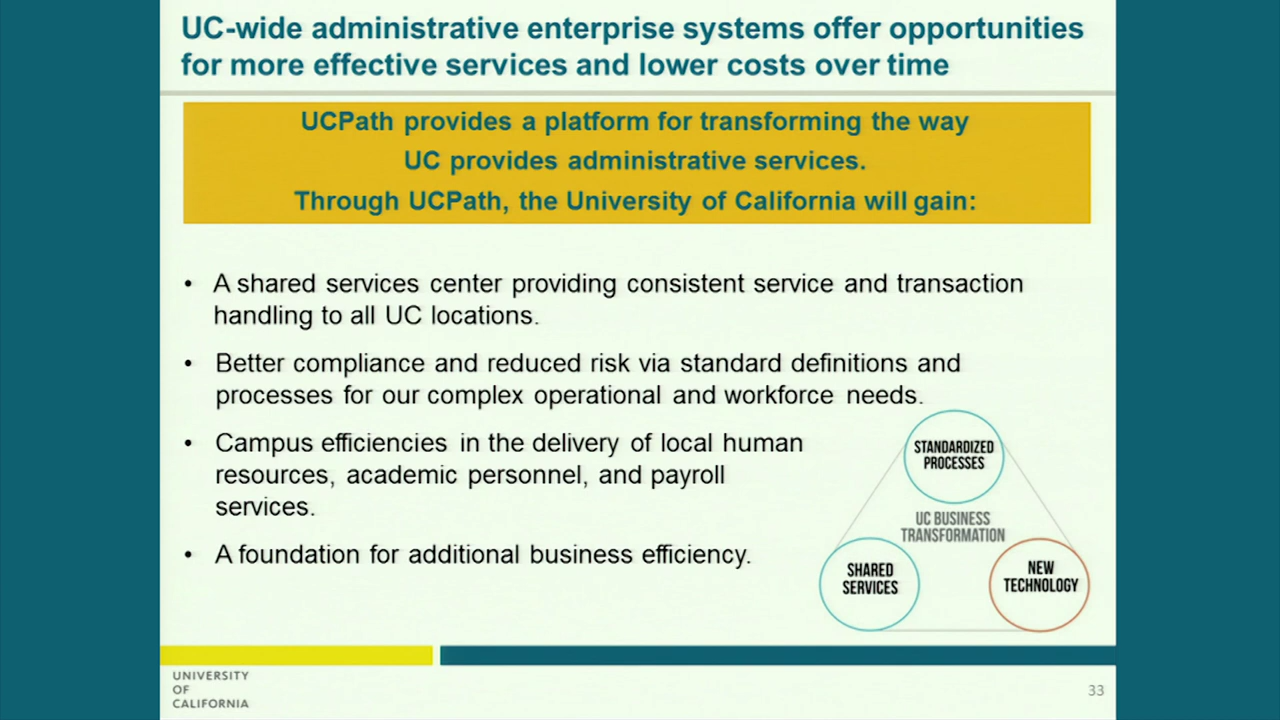 UC-wide administrative enterprise systems offer opportunities
for more effective services and lower costs over time
UCPath provides a platform for transforming the way
UC provides administrative services.
Through UCPath, the University of California will gain:
• A shared services center providing consistent service and transaction
handling to all UC locations.
• Better compliance and reduced risk via standard definitions and
processes for our complex operational and workforce needs.
• Campus efficiencies in the delivery of local human
resources, academic personnel, and payroll
services.
• A foundation for additional business efficiency.
STANDARDIZED
PROCESSES
UC BUSINESS
TRANSFORMATION
SHARED
SERVICES
NEW
TECHNOLOGY
UNIVERSITY
OF
CALIFORNIA
33